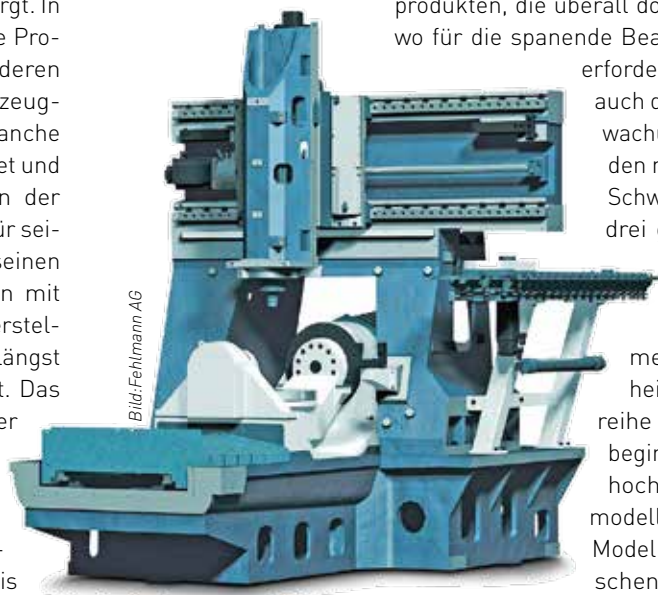 rgt. In
e Pro-
deren
zeug-
anche
et und
n der
ür sei-
seinen
n mit
erstel-
längst
t. Das
er
-
is
Bild: Fehlmann AG
produkten, die überall do
wo für die spanende Bea
erforde
auch d
wachu
den
Schw
drei
me
hei
reihe
begin
hoch
modell
Model
schen